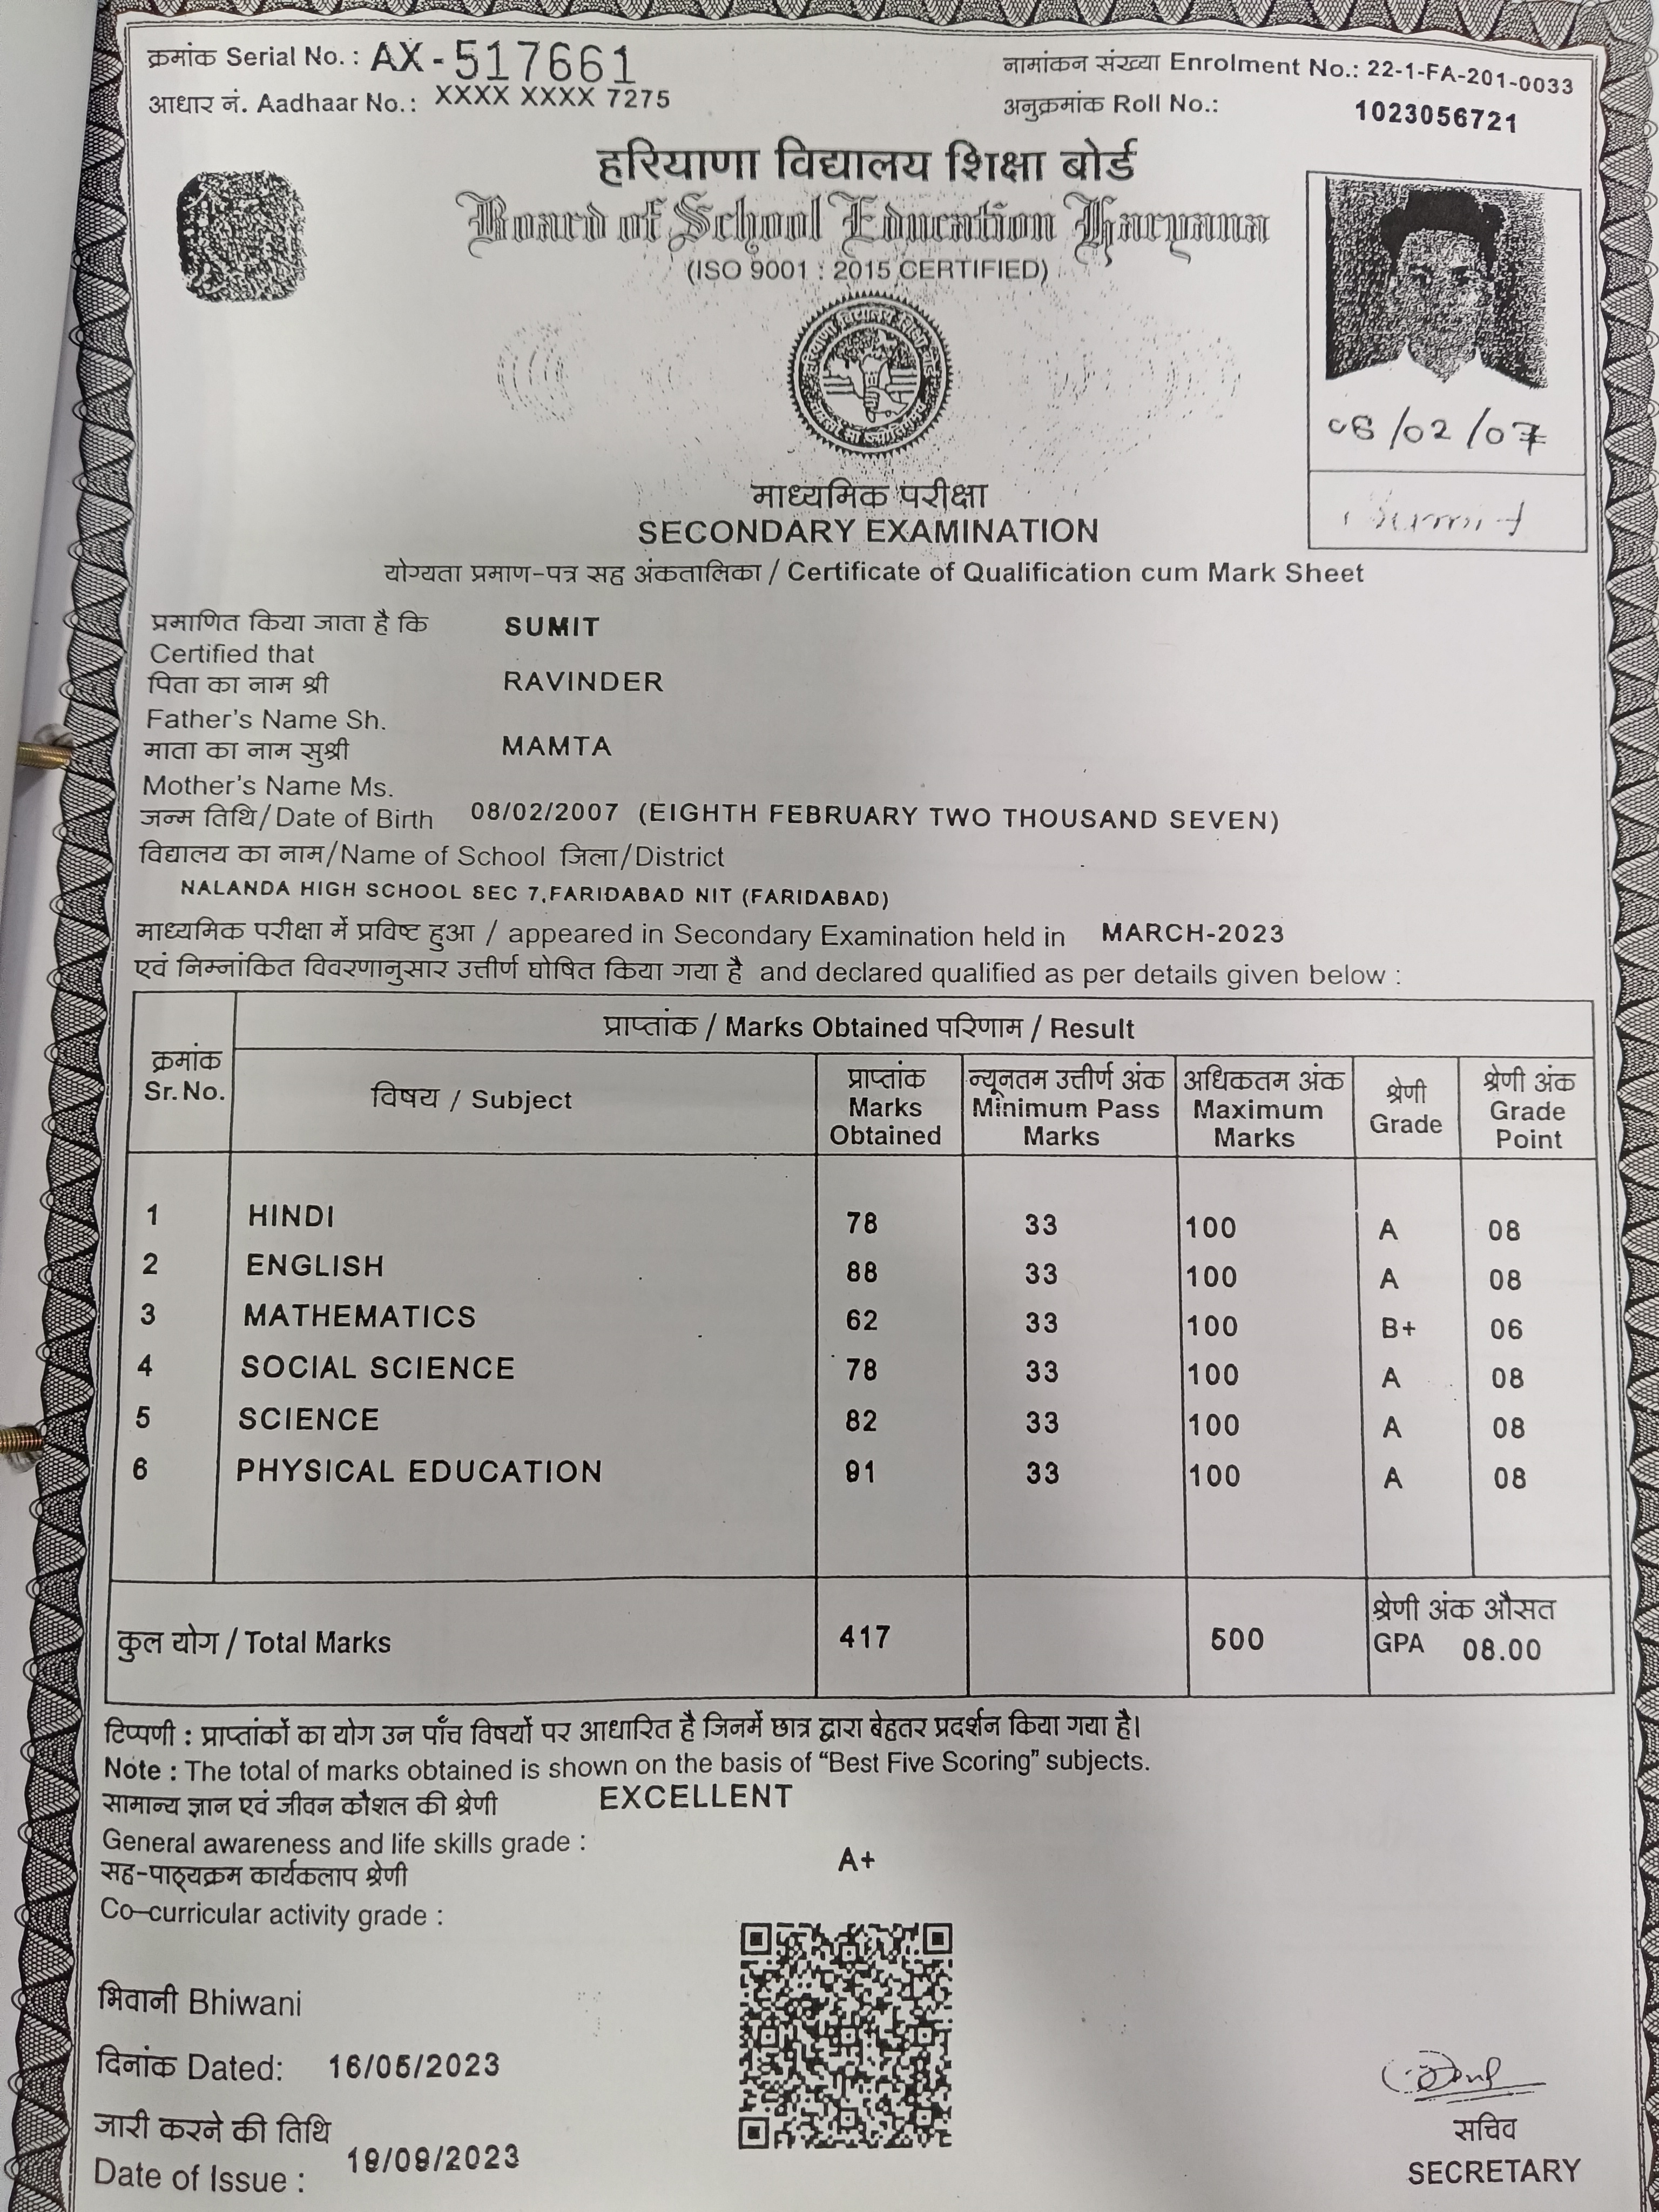 क्रमांक Serial No. : AX-517661
नामांकन संख्या Enrolment No.: 22-1-FA-201-0033
आधार नं. Aadhaar No.: XXXX XXXX 7275
अनुक्रमांक Roll No.: 1023056721
हरियाणा विद्यालय शिक्षा बोर्ड
Board of School Education Haryana
(ISO 9001 : 2015 CERTIFIED)
08/02/07
Sumit
माध्यमिक परीक्षा
SECONDARY EXAMINATION
योग्यता प्रमाण-पत्र सह अंकतालिका / Certificate of Qualification cum Mark Sheet
प्रमाणित किया जाता है कि SUMIT
Certified that
पिता का नाम श्री RAVINDER
Father's Name Sh.
माता का नाम सुश्री MAMTA
Mother's Name Ms.
जन्म तिथि/Date of Birth 08/02/2007 (EIGHTH FEBRUARY TWO THOUSAND SEVEN)
विद्यालय का नाम/Name of School जिला/District
NALANDA HIGH SCHOOL SEC 7,FARIDABAD NIT (FARIDABAD)
माध्यमिक परीक्षा में प्रविष्ट हुआ / appeared in Secondary Examination held in MARCH-2023
एवं निम्नांकित विवरणानुसार उत्तीर्ण घोषित किया गया है and declared qualified as per details given below :
प्राप्तांक / Marks Obtained परिणाम / Result
क्रमांक
Sr. No.
विषय / Subject
प्राप्तांक
Marks
Obtained
न्यूनतम उत्तीर्ण अंक
Minimum Pass
Marks
अधिकतम अंक
Maximum
Marks
श्रेणी
Grade
श्रेणी अंक
Grade
Point
1 HINDI 78 33 100 A 08
2 ENGLISH 88 33 100 A 08
3 MATHEMATICS 62 33 100 B+ 06
4 SOCIAL SCIENCE 78 33 100 A 08
5 SCIENCE 82 33 100 A 08
6 PHYSICAL EDUCATION 91 33 100 A 08
कुल योग / Total Marks 417 500
श्रेणी अंक औसत
GPA 08.00
टिप्पणी : प्राप्तांकों का योग उन पाँच विषयों पर आधारित है जिनमें छात्र द्वारा बेहतर प्रदर्शन किया गया है।
Note : The total of marks obtained is shown on the basis of “Best Five Scoring” subjects.
सामान्य ज्ञान एवं जीवन कौशल की श्रेणी EXCELLENT
General awareness and life skills grade :
सह-पाठ्यक्रम कार्यकलाप श्रेणी A+
Co-curricular activity grade :
भिवानी Bhiwani
दिनांक Dated: 16/05/2023
जारी करने की तिथि
Date of Issue : 19/09/2023
सचिव
SECRETARY